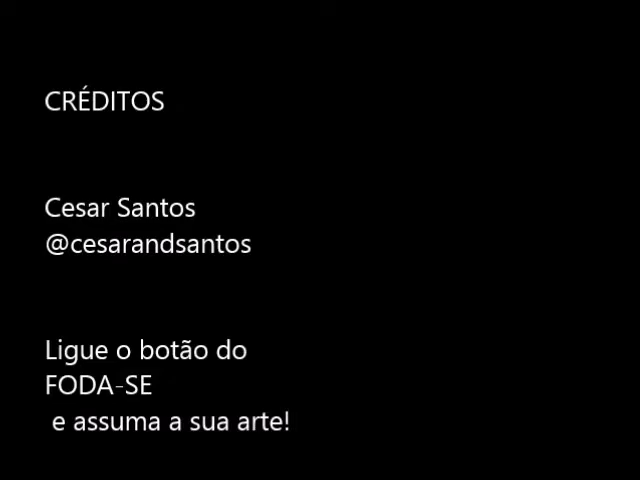 CRÉDITOS
Cesar Santos
@cesarandsantos
Ligue o botão do
FODA-SE
e assuma a sua arte!